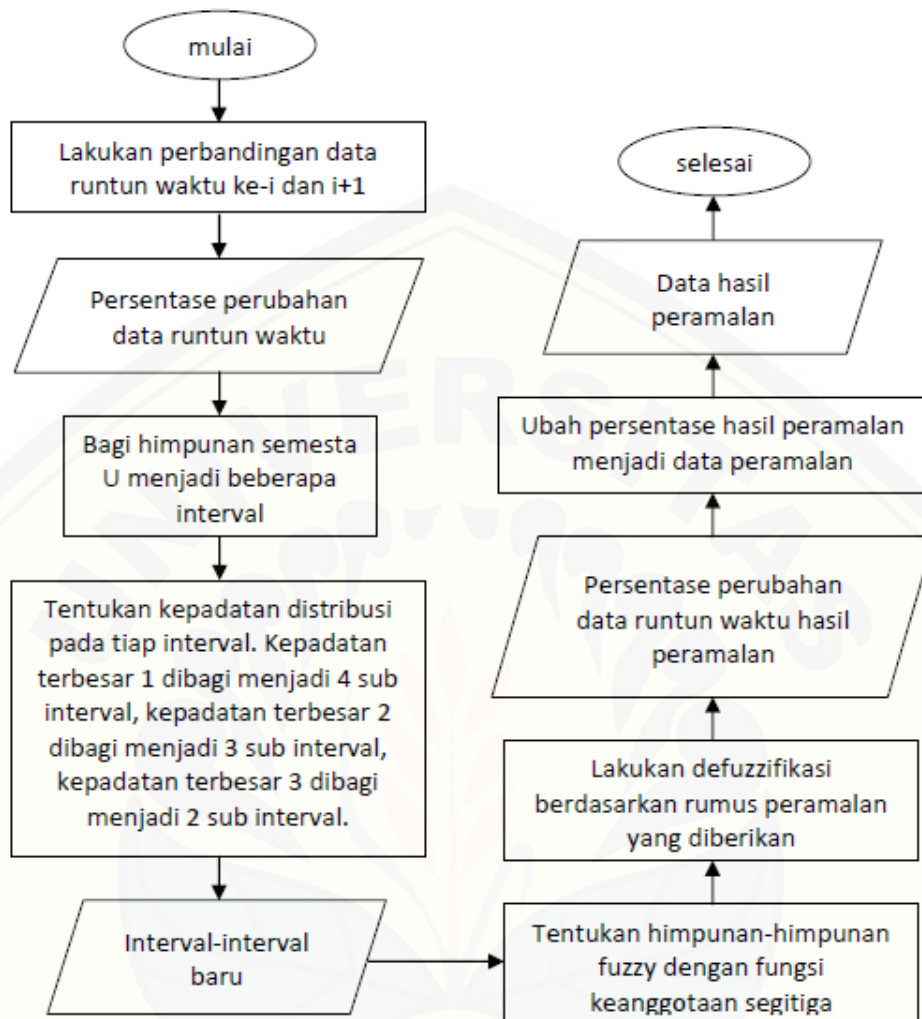 mulai
Lakukan perbandingan data
runtun waktu ke-i dan i+1
Persentase perubahan
data runtun waktu
Bagi himpunan semesta
U menjadi beberapa
interval
Tentukan kepadatan distribusi
pada tiap interval. Kepadatan
terbesar 1 dibagi menjadi 4 sub
interval, kepadatan terbesar 2
dibagi menjadi 3 sub interval,
kepadatan terbesar 3 dibagi
menjadi 2 sub interval.
Interval-interval
baru
Tentukan himpunan-himpunan
fuzzy dengan fungsi
keanggotaan segitiga
Lakukan defuzzifikasi
berdasarkan rumus peramalan
yang diberikan
Persentase perubahan
data runtun waktu hasil
peramalan
Ubah persentase hasil peramalan
menjadi data peramalan
Data hasil
peramalan
selesai
UNIVERSITAS